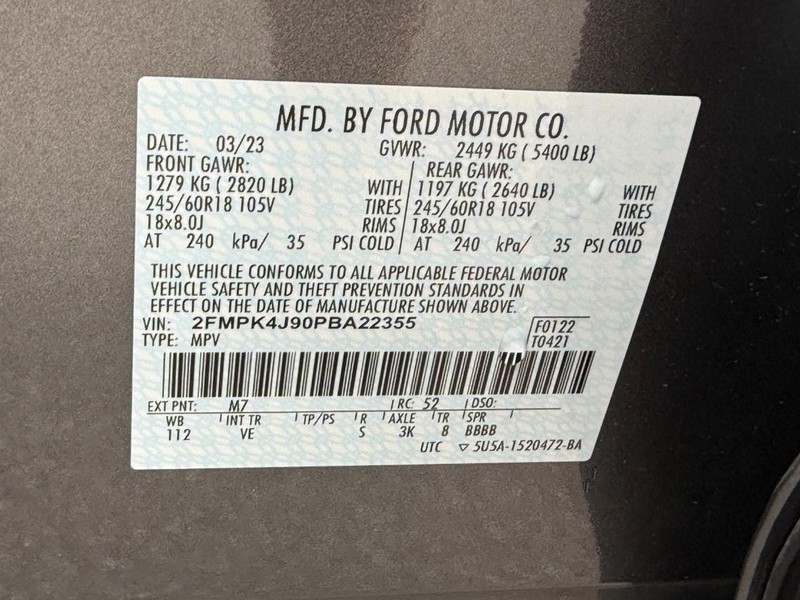 MFD. BY FORD MOTOR CO.
DATE: 03/23 GVWR: 2449 KG ( 5400 LB)
FRONT GAWR: REAR GAWR:
1279 KG ( 2820 LB) WITH 1197 KG ( 2640 LB) WITH
245/60R18 105V TIRES 245/60R18 105V TIRES
18x8.0J RIMS 18x8.0J RIMS
AT 240 kPa/ 35 PSI COLD AT 240 kPa/ 35 PSI COLD
THIS VEHICLE CONFORMS TO ALL APPLICABLE FEDERAL MOTOR
VEHICLE SAFETY AND THEFT PREVENTION STANDARDS IN
EFFECT ON THE DATE OF MANUFACTURE SHOWN ABOVE.
VIN: 2FMPK4J90PBA22355 F0122
TYPE: MPV T0421
EXT PNT: M7 RC: 52 DSO:
WB INT TR TP/PS R AXLE TR SPR
112 VE S 3K 8 BBBB
UTC ▽ 5U5A-1520472-BA